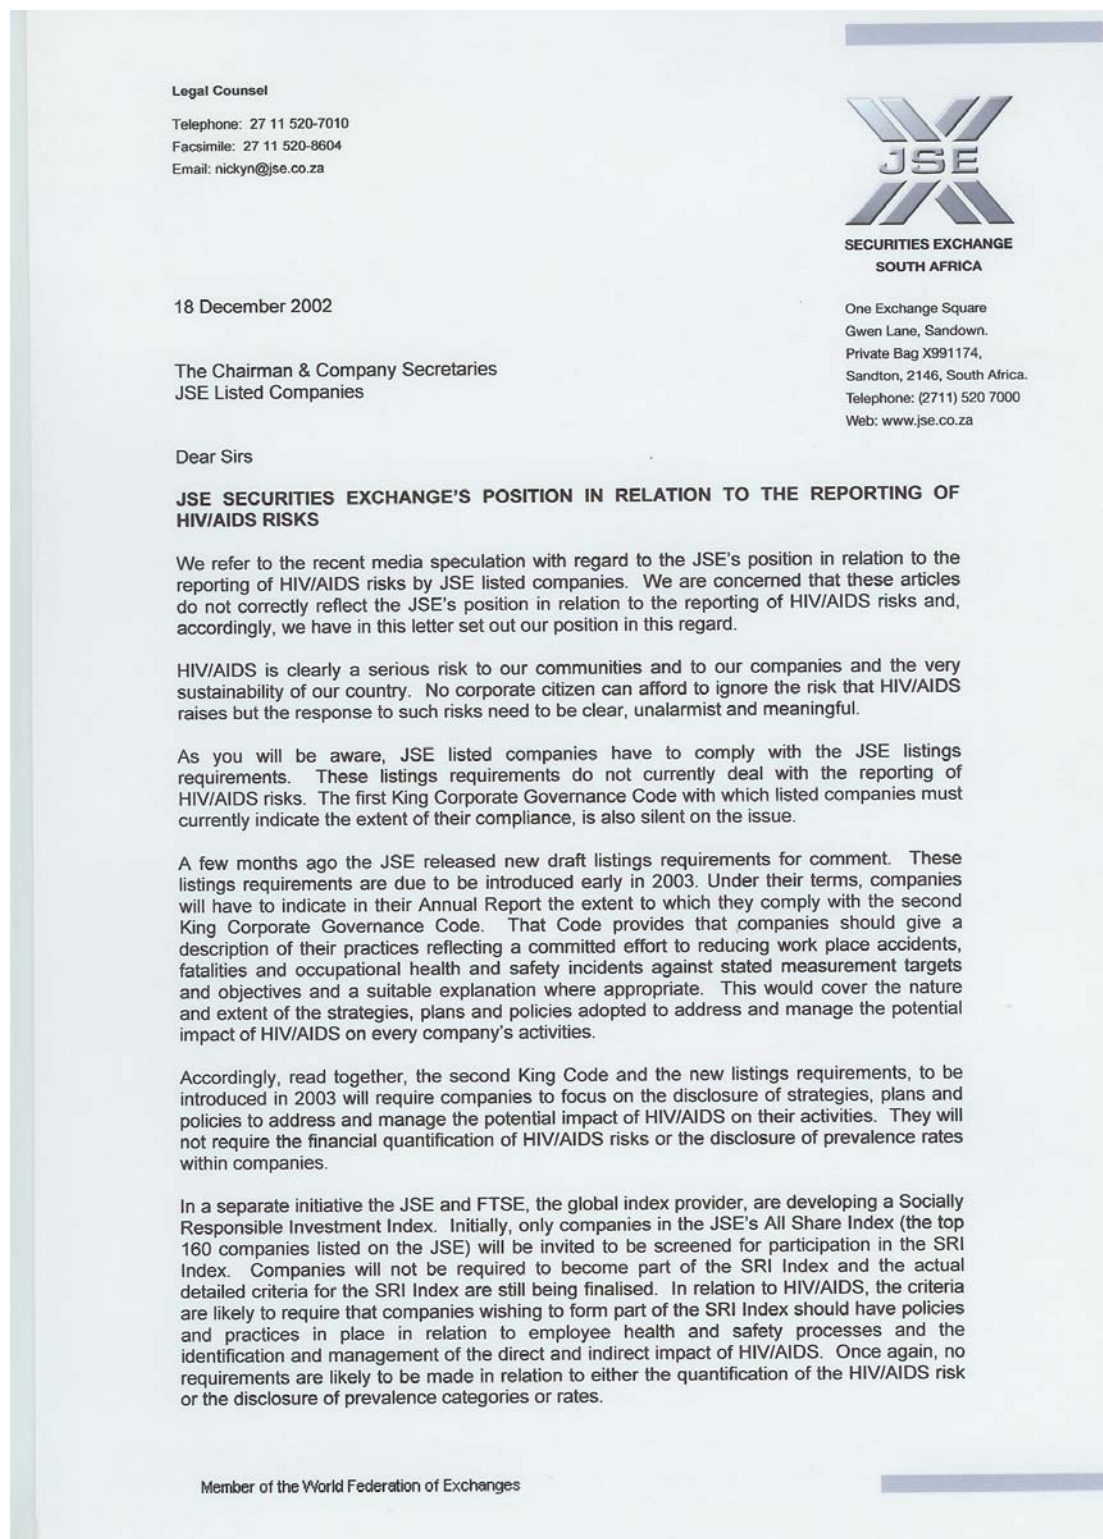 Legal Counsel
Telephone: 27 11 520-7010
Facsimile: 27 11 520-8604
Email: nickyn@jse.co.za
JSE
SECURITIES EXCHANGE
SOUTH AFRICA
One Exchange Square
Gwen Lane, Sandown.
Private Bag X991174,
Sandton, 2146, South Africa.
Telephone: (2711) 520 7000
Web: www.jse.co.za
18 December 2002
The Chairman & Company Secretaries
JSE Listed Companies
Dear Sirs
JSE SECURITIES EXCHANGE'S POSITION IN RELATION TO THE REPORTING OF
HIV/AIDS RISKS
We refer to the recent media speculation with regard to the JSE's position in relation to the
reporting of HIV/AIDS risks by JSE listed companies. We are concerned that these articles
do not correctly reflect the JSE's position in relation to the reporting of HIV/AIDS risks and,
accordingly, we have in this letter set out our position in this regard.
HIV/AIDS is clearly a serious risk to our communities and to our companies and the very
sustainability of our country. No corporate citizen can afford to ignore the risk that HIV/AIDS
raises but the response to such risks need to be clear, unalarmist and meaningful.
As you will be aware, JSE listed companies have to comply with the JSE listings
requirements. These listings requirements do not currently deal with the reporting of
HIV/AIDS risks. The first King Corporate Governance Code with which listed companies must
currently indicate the extent of their compliance, is also silent on the issue.
A few months ago the JSE released new draft listings requirements for comment. These
listings requirements are due to be introduced early in 2003. Under their terms, companies
will have to indicate in their Annual Report the extent to which they comply with the second
King Corporate Governance Code. That Code provides that companies should give a
description of their practices reflecting a committed effort to reducing work place accidents,
fatalities and occupational health and safety incidents against stated measurement targets
and objectives and a suitable explanation where appropriate. This would cover the nature
and extent of the strategies, plans and policies adopted to address and manage the potential
impact of HIV/AIDS on every company's activities.
Accordingly, read together, the second King Code and the new listings requirements, to be
introduced in 2003 will require companies to focus on the disclosure of strategies, plans and
policies to address and manage the potential impact of HIV/AIDS on their activities. They will
not require the financial quantification of HIV/AIDS risks or the disclosure of prevalence rates
within companies.
In a separate initiative the JSE and FTSE, the global index provider, are developing a Socially
Responsible Investment Index. Initially, only companies in the JSE's All Share Index (the top
160 companies listed on the JSE) will be invited to be screened for participation in the SRI
Index. Companies will not be required to become part of the SRI Index and the actual
detailed criteria for the SRI Index are still being finalised. In relation to HIV/AIDS, the criteria
are likely to require that companies wishing to form part of the SRI Index should have policies
and practices in place in relation to employee health and safety processes and the
identification and management of the direct and indirect impact of HIV/AIDS. Once again, no
requirements are likely to be made in relation to either the quantification of the HIV/AIDS risk
or the disclosure of prevalence categories or rates.
Member of the World Federation of Exchanges